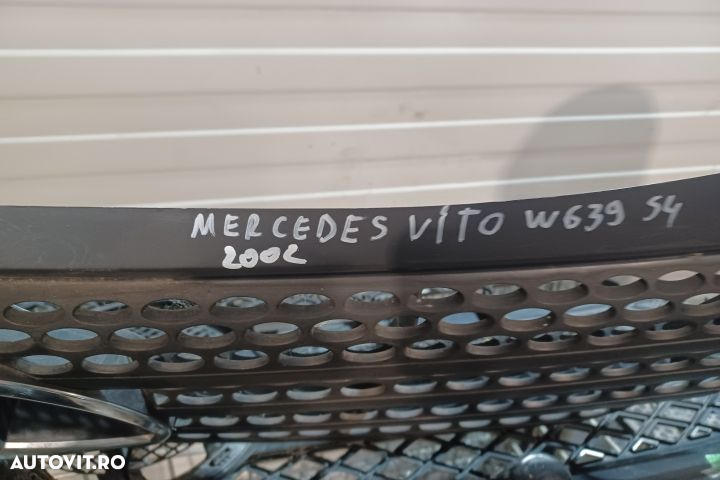 MERCEDES VITO W639 S4
2002
AUTOVIT.RO